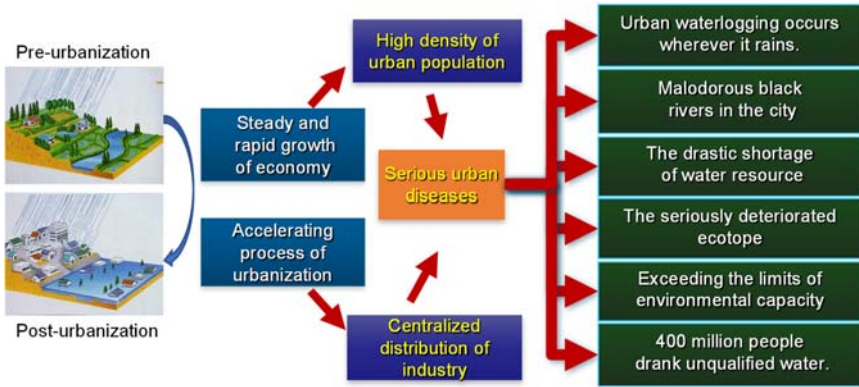 Pre-urbanization
Post-urbanization
Steady and
rapid growth
of economy
Accelerating
process of
urbanization
High density of
urban population
Serious urban
diseases
Centralized
distribution of
industry
Urban waterlogging occurs
wherever it rains.
Malodorous black
rivers in the city
The drastic shortage
of water resource
The seriously deteriorated
ecotope
Exceeding the limits of
environmental capacity
400 million people
drank unqualified water.